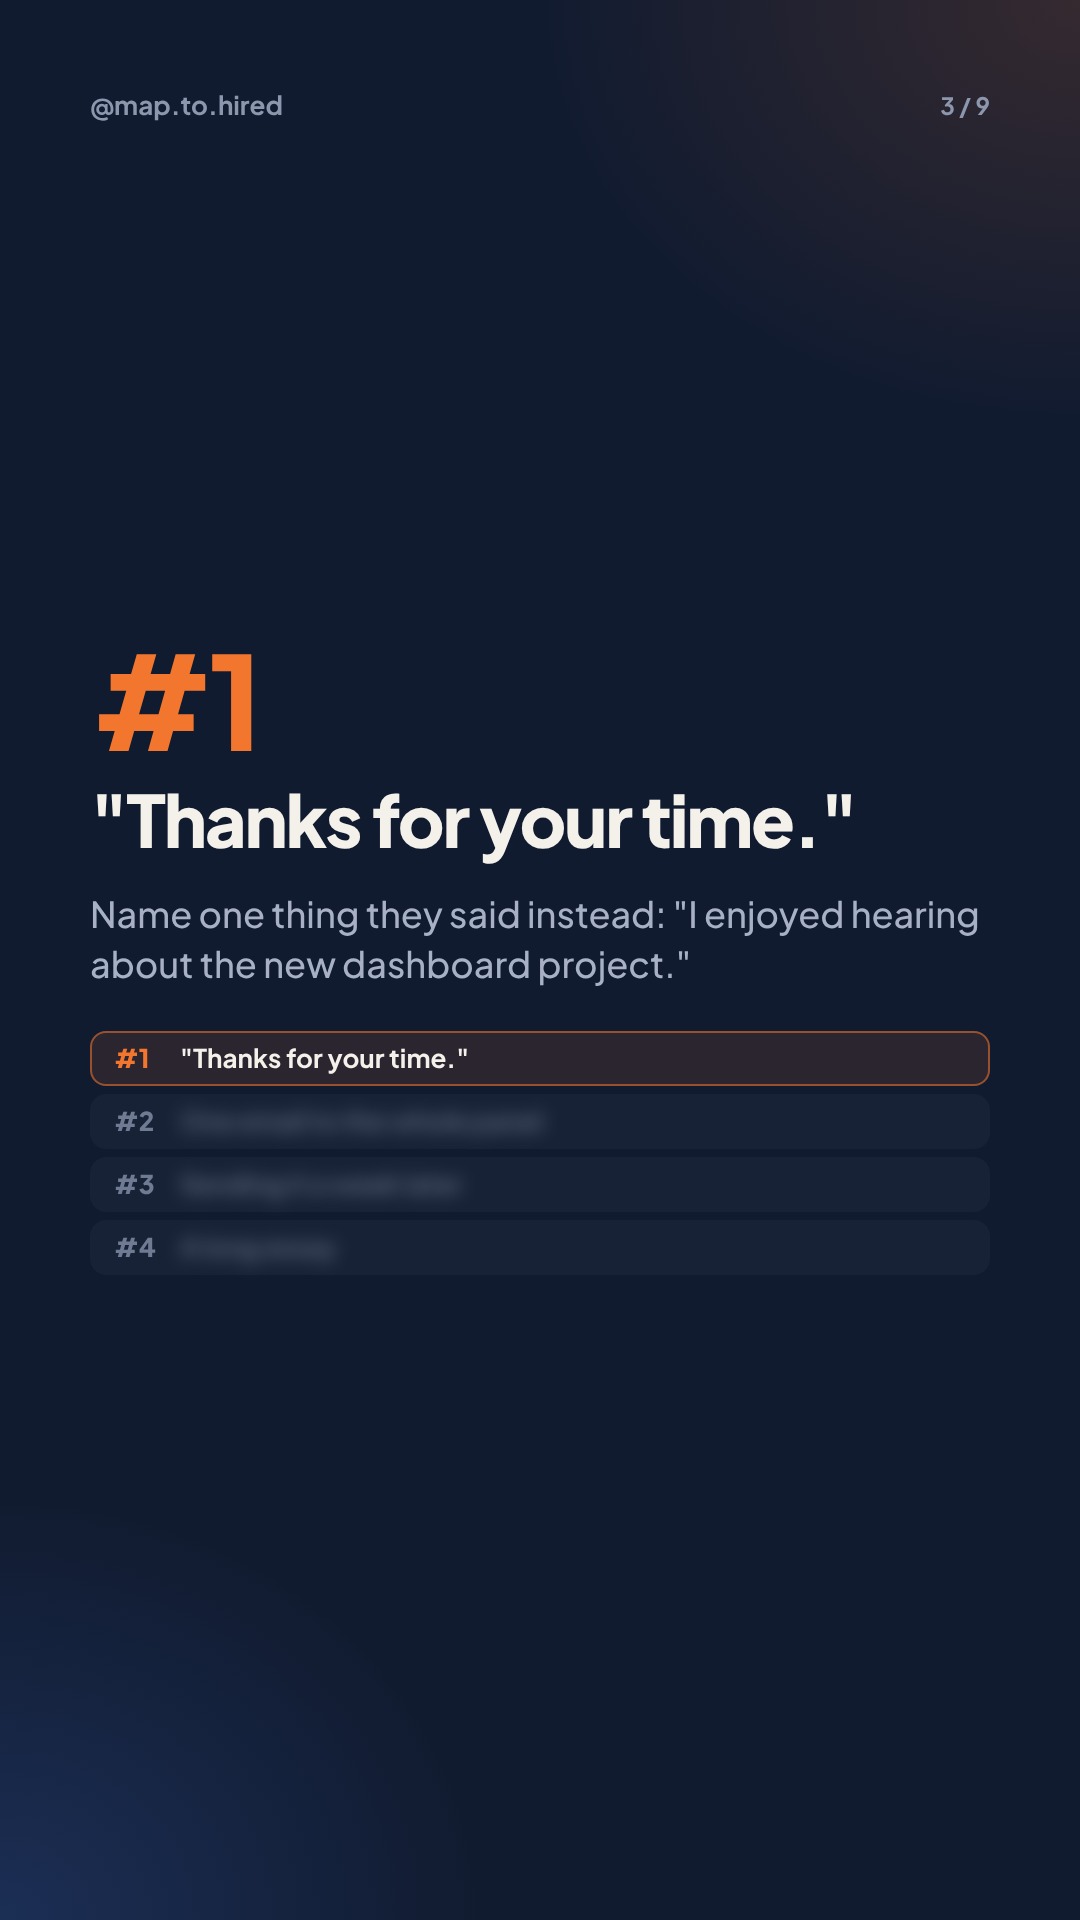 @map.to.hired
3 / 9
#1
"Thanks for your time."
Name one thing they said instead: "I enjoyed hearing
about the new dashboard project."
#1 "Thanks for your time."
#2
#3
#4